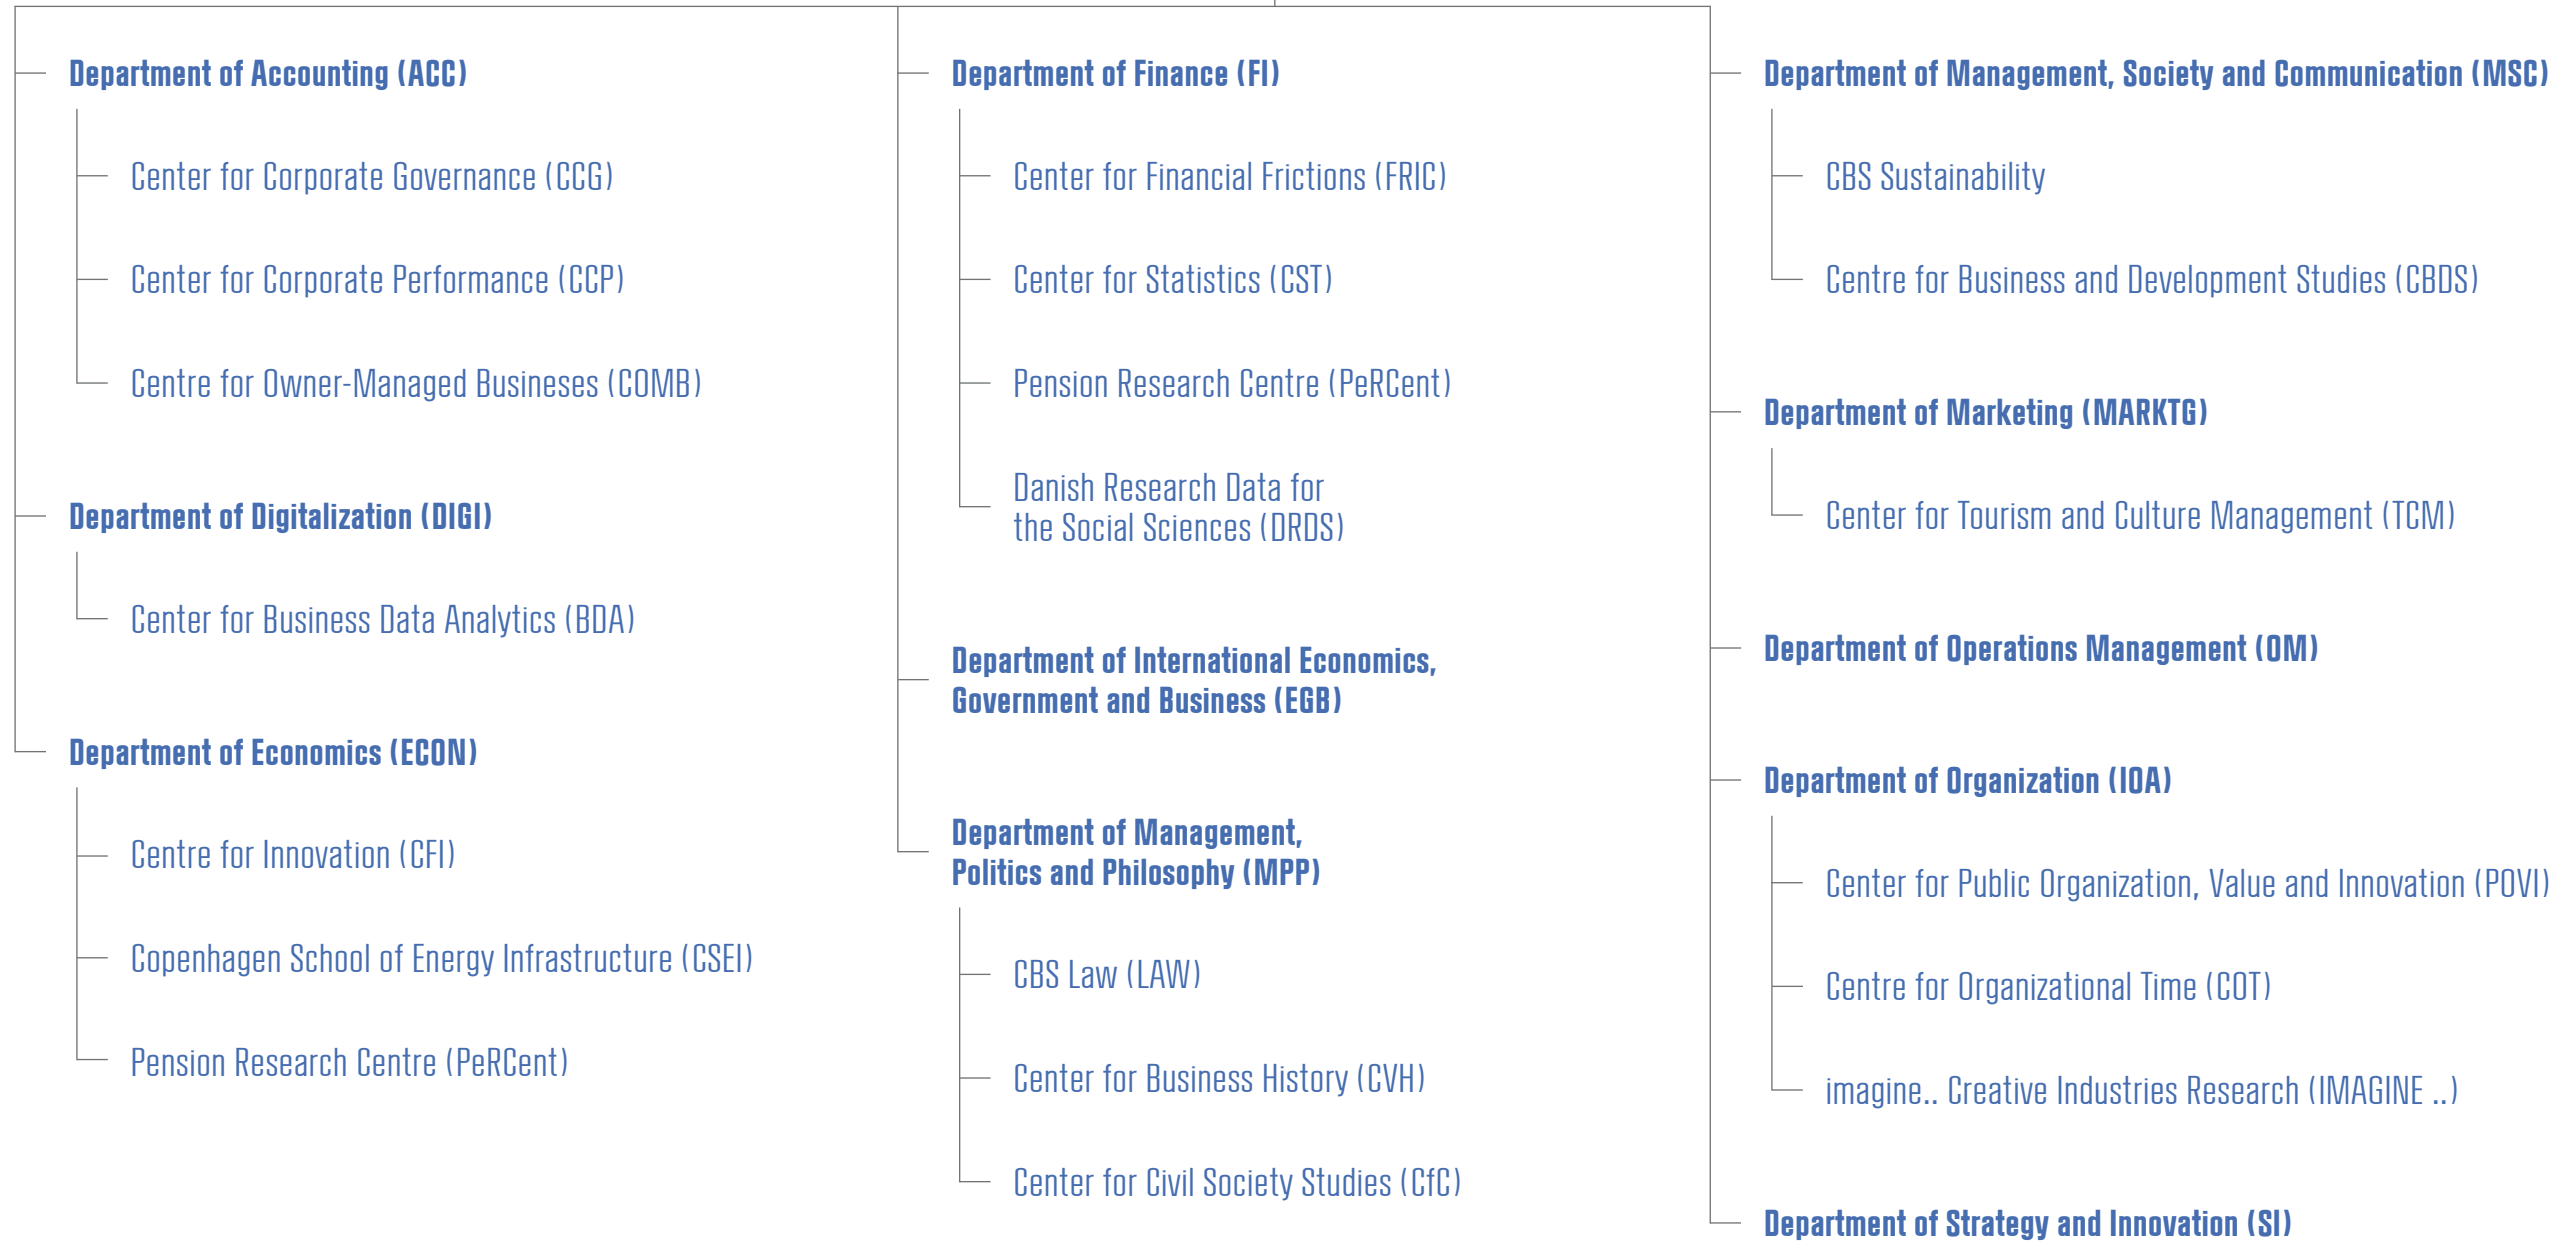 Department of Accounting (ACC)
Center for Corporate Governance (CCG)
Center for Corporate Performance (CCP)
Centre for Owner-Managed Busineses (COMB)
Department of Digitalization (DIGI)
Center for Business Data Analytics (BDA)
Department of Economics (ECON)
Centre for Innovation (CFI)
Copenhagen School of Energy Infrastructure (CSEI)
Pension Research Centre (PeRCent)
Department of Finance (FI)
Center for Financial Frictions (FRIC)
Center for Statistics (CST)
Pension Research Centre (PeRCent)
Danish Research Data for
the Social Sciences (DRDS)
Department of International Economics,
Government and Business (EGB)
Department of Management,
Politics and Philosophy (MPP)
CBS Law (LAW)
Center for Business History (CVH)
Center for Civil Society Studies (CfC)
Department of Management, Society and Communication (MSC)
CBS Sustainability
Centre for Business and Development Studies (CBDS)
Department of Marketing (MARKTG)
Center for Tourism and Culture Management (TCM)
Department of Operations Management (OM)
Department of Organization (IOA)
Center for Public Organization, Value and Innovation (POVI)
Centre for Organizational Time (COT)
imagine.. Creative Industries Research (IMAGINE ..)
Department of Strategy and Innovation (SI)